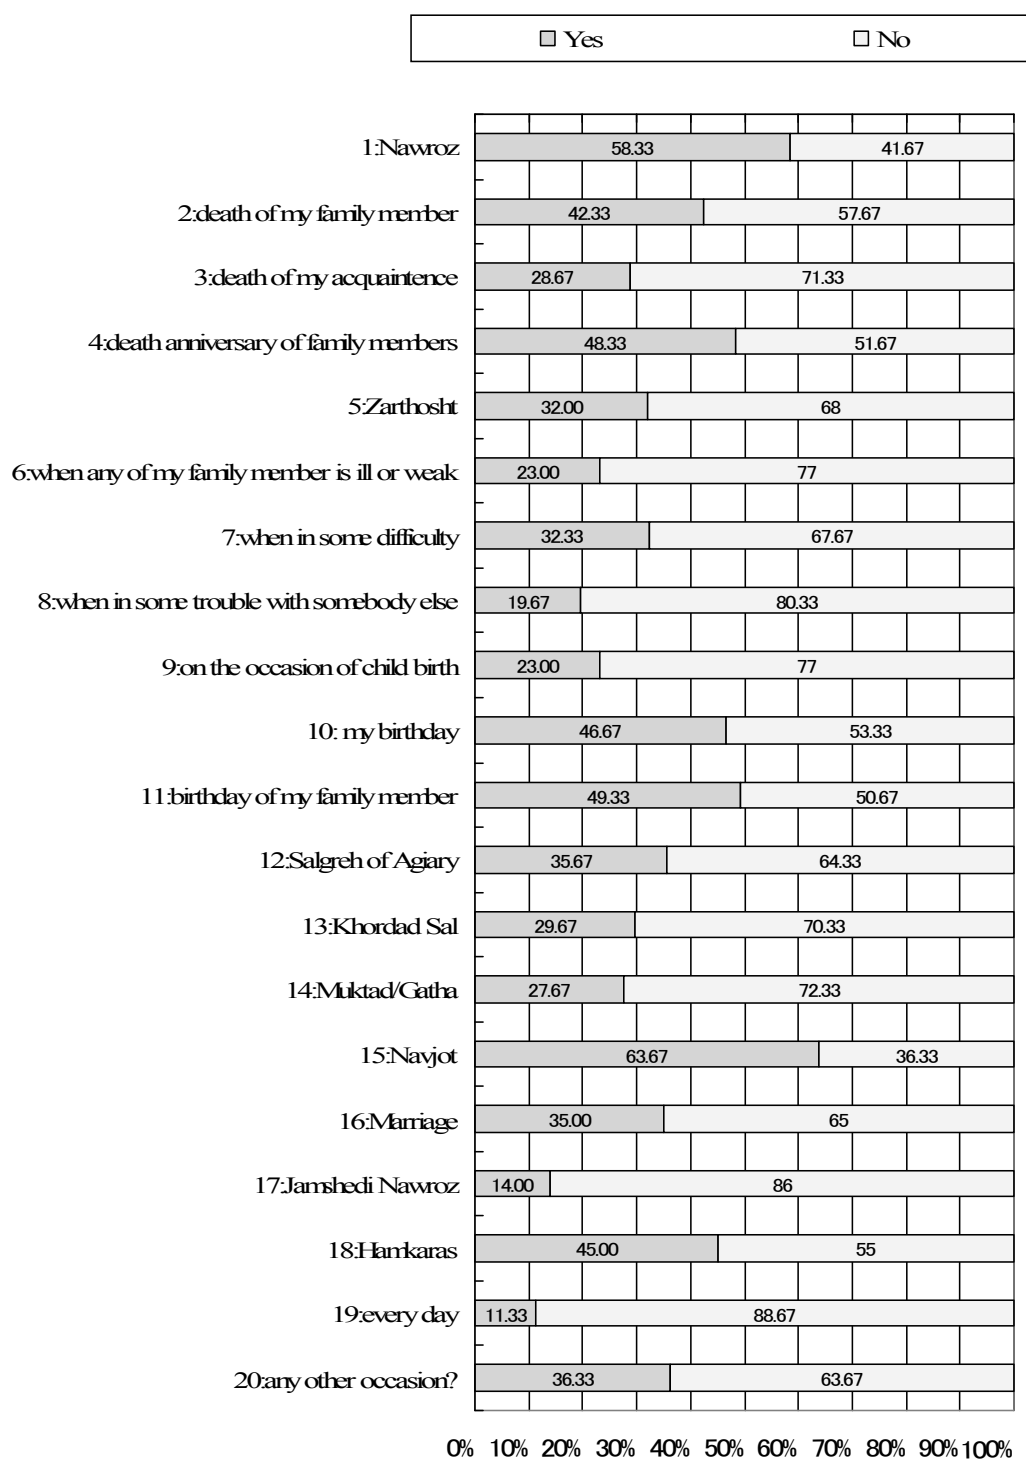 Yes No
1:Nawroz 58.33 41.67
2:death of my family member 42.33 57.67
3:death of my acquaintence 28.67 71.33
4:death anniversary of family members 48.33 51.67
5:Zarthosht 32.00 68
6:when any of my family member is ill or weak 23.00 77
7:when in some difficulty 32.33 67.67
8:when in some trouble with somebody else 19.67 80.33
9:on the occasion of child birth 23.00 77
10: my birthday 46.67 53.33
11:birthday of my family member 49.33 50.67
12:Salgreh of Agiary 35.67 64.33
13:Khordad Sal 29.67 70.33
14:Muktad/Gatha 27.67 72.33
15:Navjot 63.67 36.33
16:Marriage 35.00 65
17:Jamshedi Nawroz 14.00 86
18:Hamkaras 45.00 55
19:every day 11.33 88.67
20:any other occasion? 36.33 63.67
0% 10% 20% 30% 40% 50% 60% 70% 80% 90% 100%